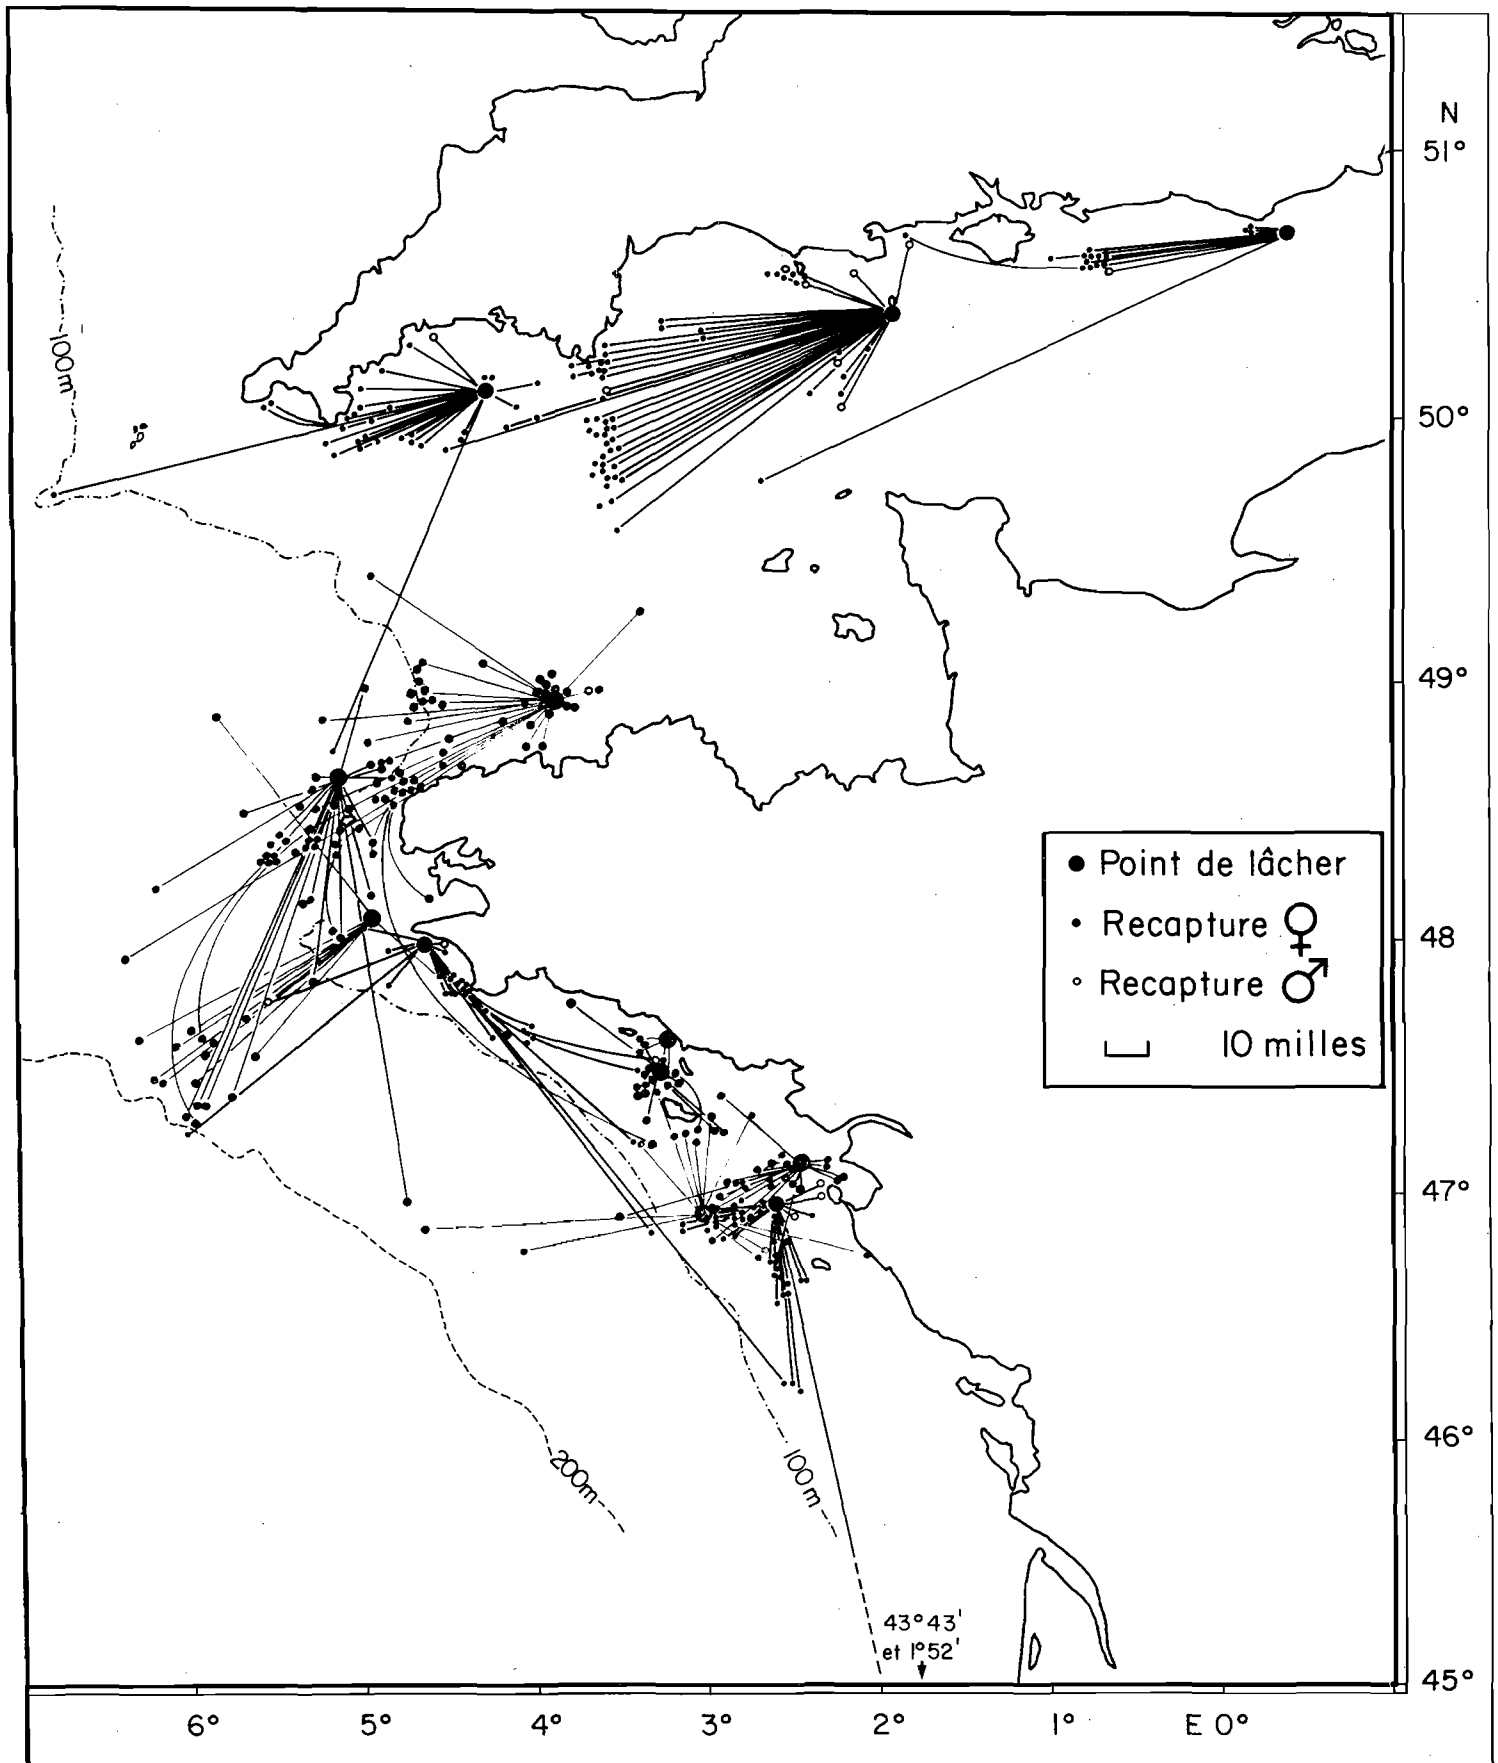 N
51°
100m
50°
49°
Point de lâcher
Recapture ♀
48
Recapture ♂
10 milles
47°
46°
200m
100m
43°43'
et 1°52'
45°
6° 5° 4° 3° 2° 1° E 0°